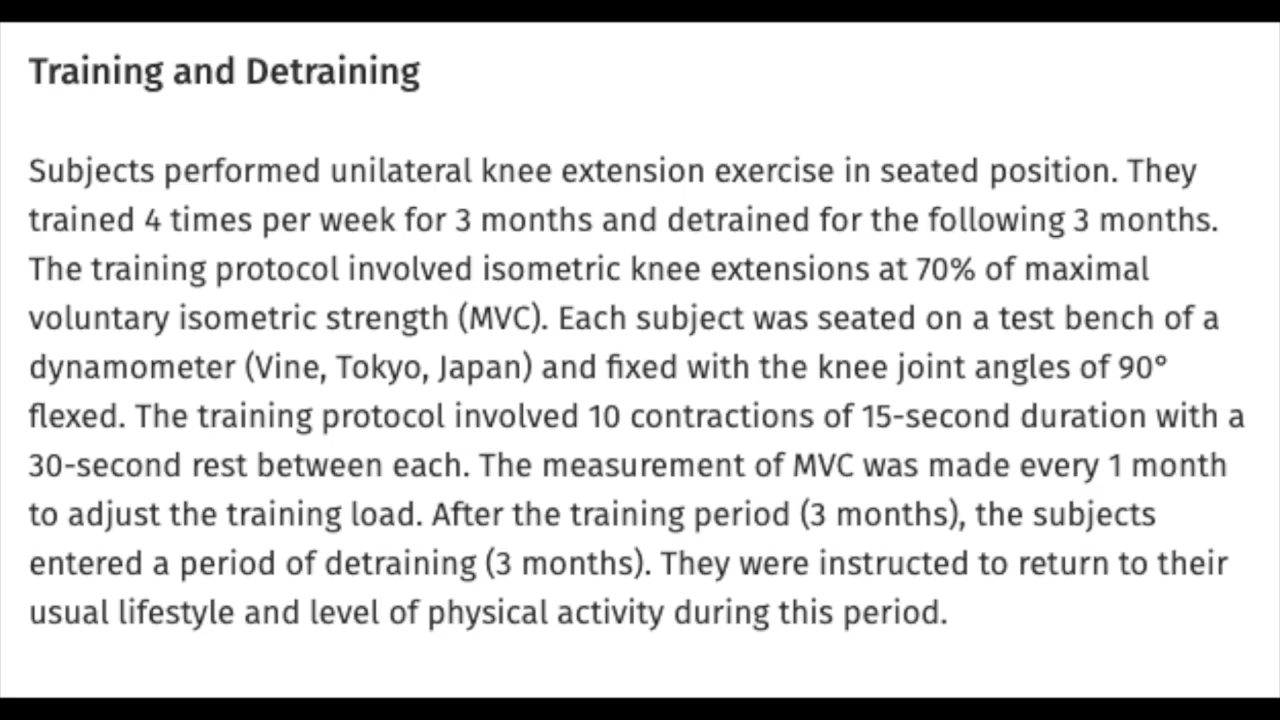 Training and Detraining
Subjects performed unilateral knee extension exercise in seated position. They
trained 4 times per week for 3 months and detrained for the following 3 months.
The training protocol involved isometric knee extensions at 70% of maximal
voluntary isometric strength (MVC). Each subject was seated on a test bench of a
dynamometer (Vine, Tokyo, Japan) and fixed with the knee joint angles of 90°
flexed. The training protocol involved 10 contractions of 15-second duration with a
30-second rest between each. The measurement of MVC was made every 1 month
to adjust the training load. After the training period (3 months), the subjects
entered a period of detraining (3 months). They were instructed to return to their
usual lifestyle and level of physical activity during this period.